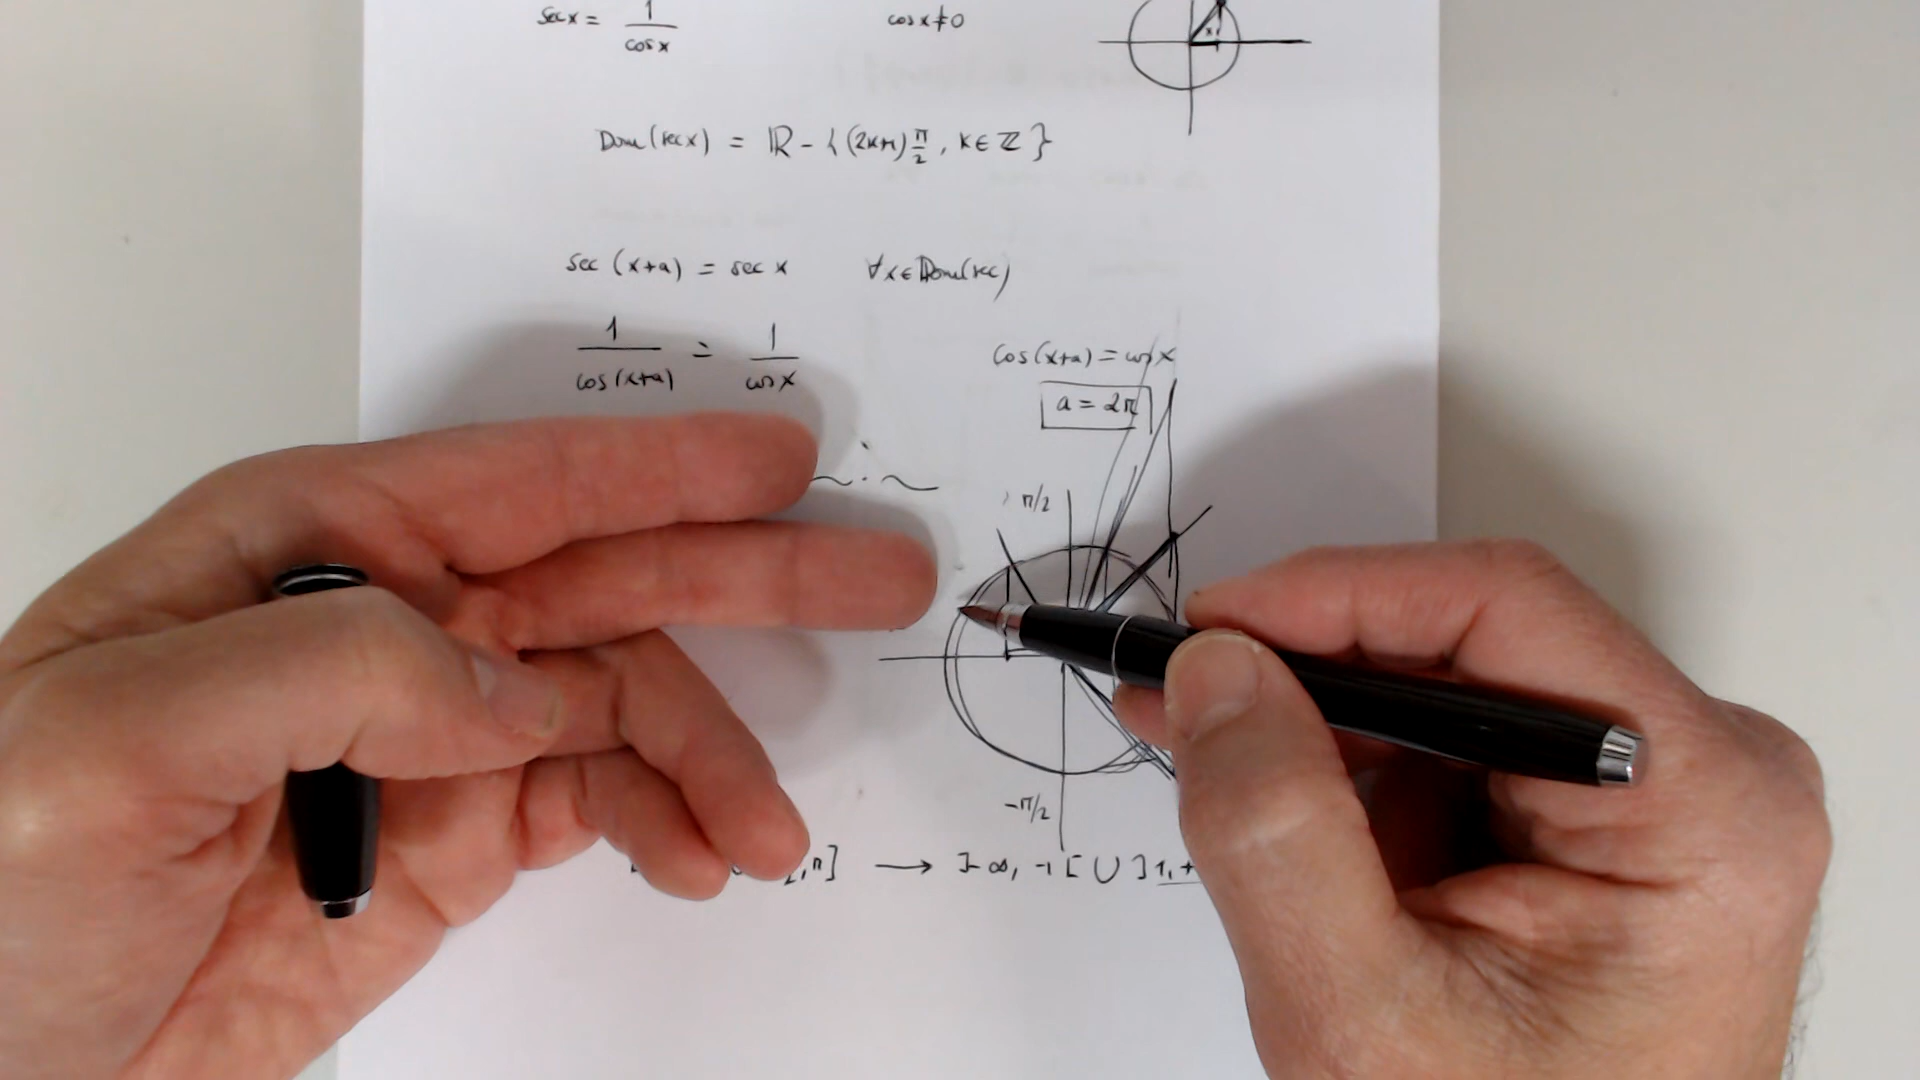 sec x = 1/cos x    cos x ≠ 0
x
Dom(sec x) = ℝ - {(2k+1) π/2, k ∈ ℤ}
sec (x+a) = sec x    ∀x ∈ Dom(sec)
1/cos(x+a) = 1/cos x    cos(x+a) = cos x
a = 2π
π/2
-π/2
,π] → ]-∞, -1[ ∪ ]1, +